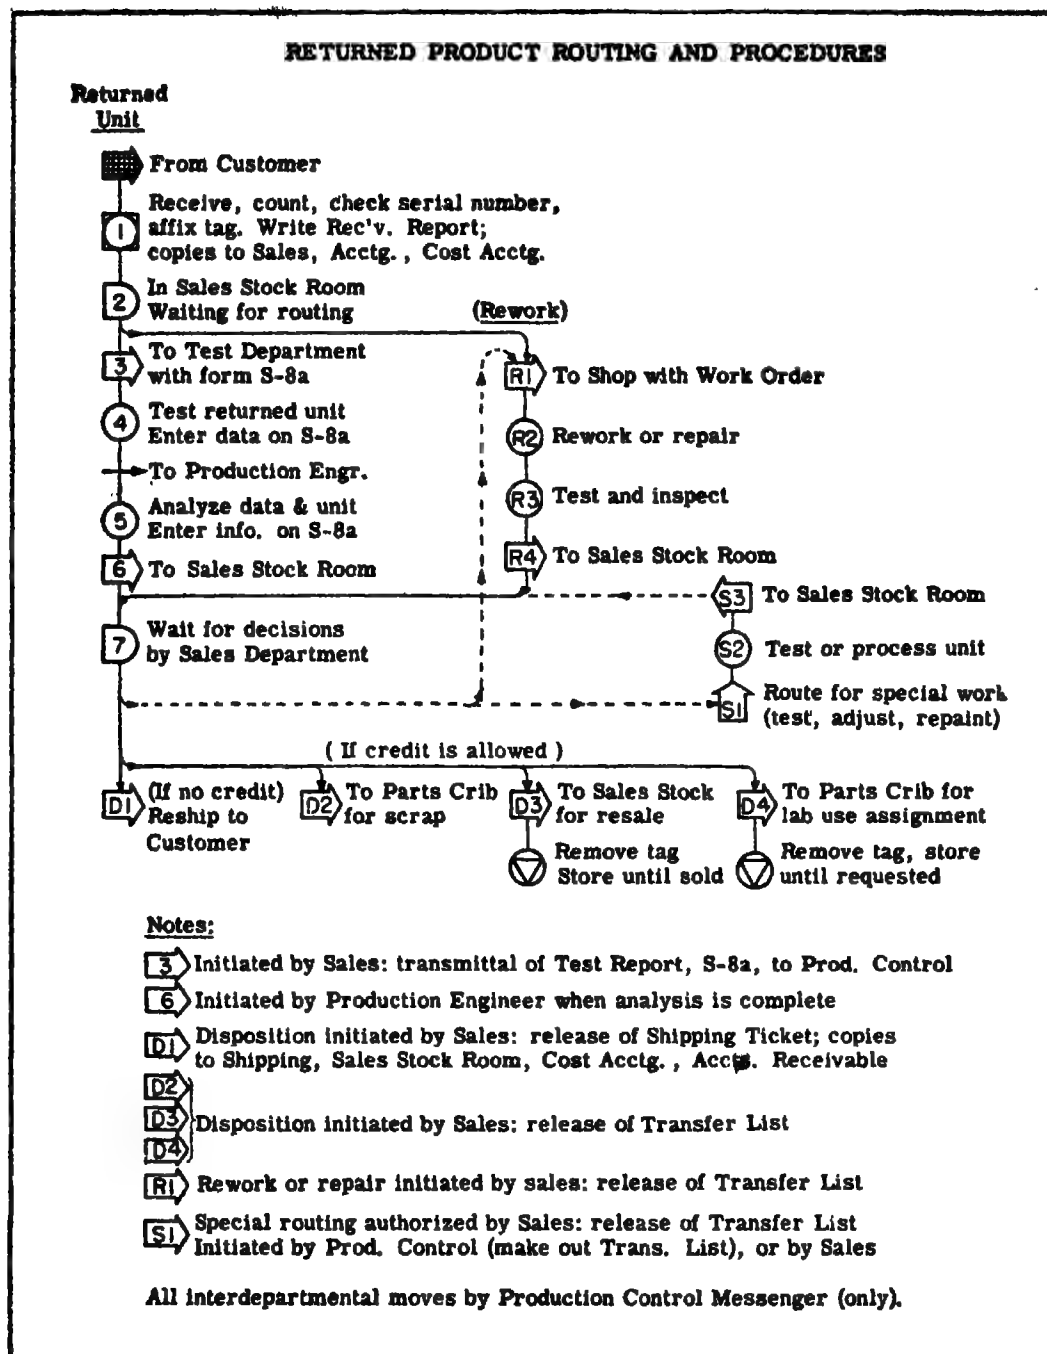 RETURNED PRODUCT ROUTING AND PROCEDURES
Returned
Unit
From Customer
1 Receive, count, check serial number,
affix tag. Write Rec'v. Report;
copies to Sales, Acctg., Cost Acctg.
2 In Sales Stock Room
Waiting for routing
(Rework)
3 To Test Department
with form S-8a
R1 To Shop with Work Order
4 Test returned unit
Enter data on S-8a
R2 Rework or repair
To Production Engr.
R3 Test and inspect
5 Analyze data & unit
Enter info. on S-8a
R4 To Sales Stock Room
6 To Sales Stock Room
S3 To Sales Stock Room
7 Wait for decisions
by Sales Department
S2 Test or process unit
S1 Route for special work
(test, adjust, repaint)
( If credit is allowed )
D1 (If no credit)
Reship to
Customer
D2 To Parts Crib
for scrap
D3 To Sales Stock
for resale
D4 To Parts Crib for
lab use assignment
Remove tag
Store until sold
Remove tag, store
until requested
Notes:
3 Initiated by Sales: transmittal of Test Report, S-8a, to Prod. Control
6 Initiated by Production Engineer when analysis is complete
D1 Disposition initiated by Sales: release of Shipping Ticket; copies
to Shipping, Sales Stock Room, Cost Acctg., Accts. Receivable
D2
D3 Disposition initiated by Sales: release of Transfer List
D4
R1 Rework or repair initiated by sales: release of Transfer List
S1 Special routing authorized by Sales: release of Transfer List
Initiated by Prod. Control (make out Trans. List), or by Sales
All interdepartmental moves by Production Control Messenger (only).